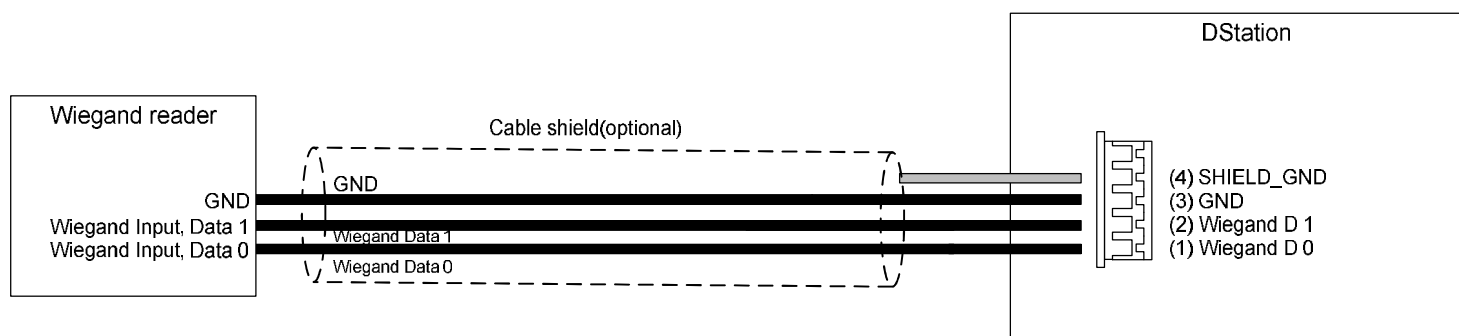 DStation
Wiegand reader
Cable shield(optional)
GND
(4) SHIELD_GND
GND
(3) GND
Wiegand Input, Data 1
Wiegand Data 1
(2) Wiegand D 1
Wiegand Input, Data 0
Wiegand Data 0
(1) Wiegand D 0